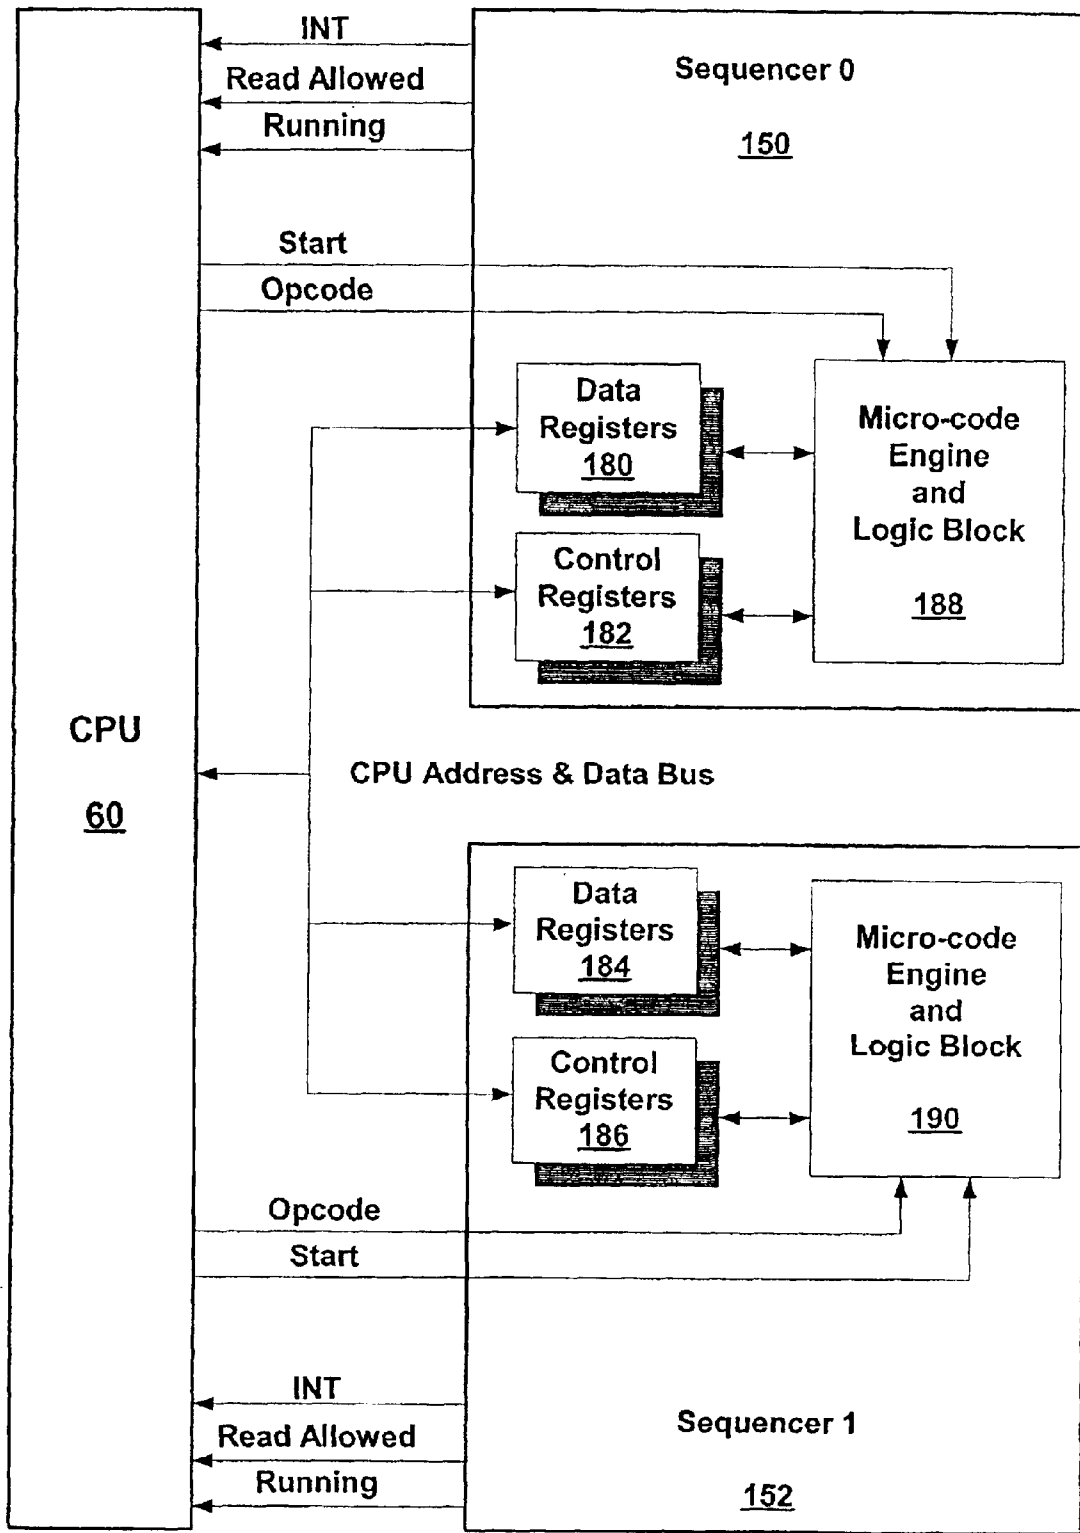 INT
Read Allowed
Running
Sequencer 0
150
Start
Opcode
Data
Registers
180
Control
Registers
182
Micro-code
Engine
and
Logic Block
188
CPU
60
CPU Address & Data Bus
Data
Registers
184
Control
Registers
186
Micro-code
Engine
and
Logic Block
190
Opcode
Start
INT
Read Allowed
Running
Sequencer 1
152